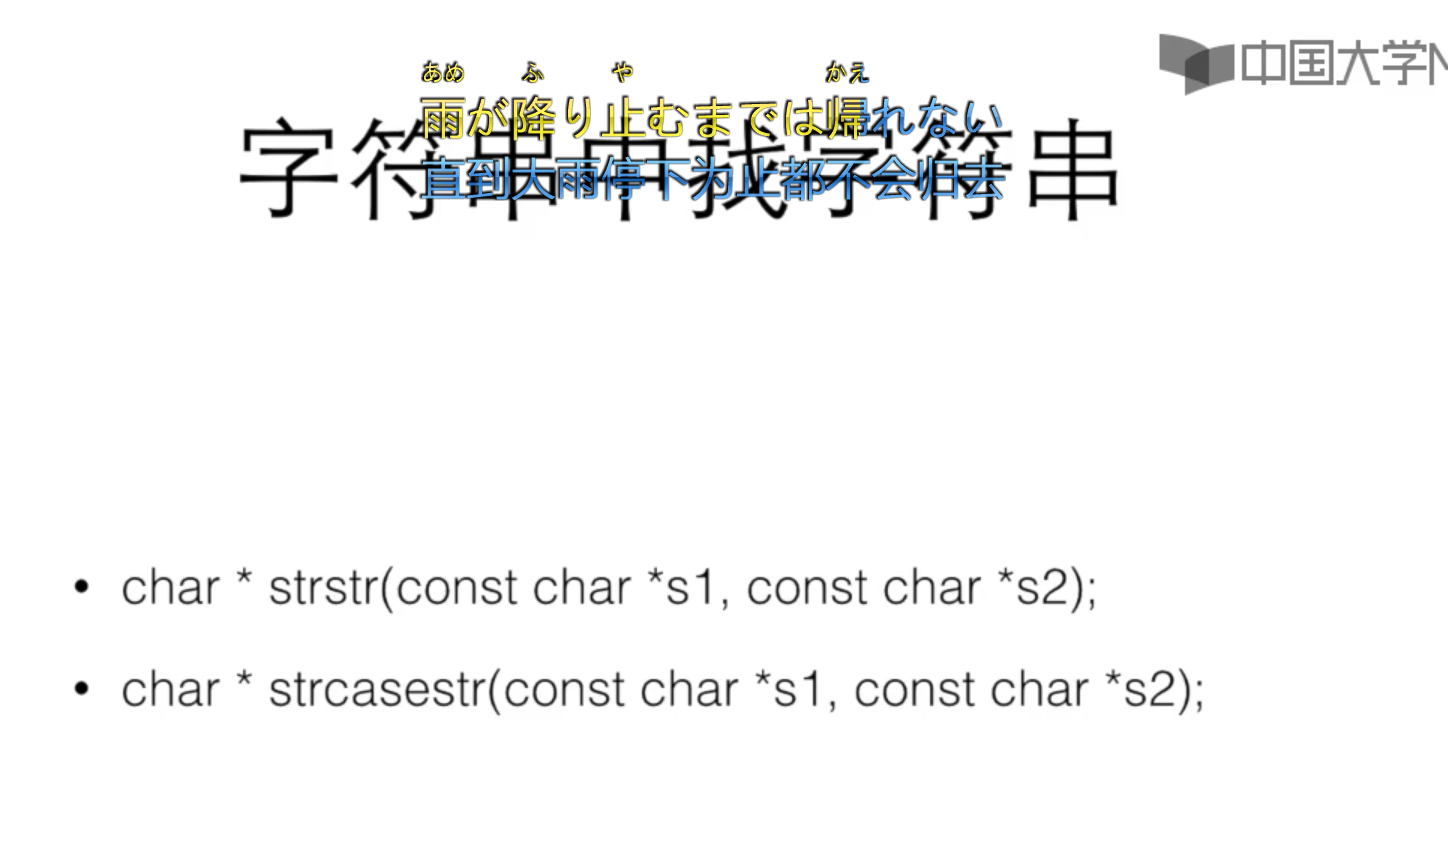 中国大学
あめ ふ や かえ
雨が降り止むまでは帰れない
字符串中找字符串
直到大雨停下为止都不会归去
• char * strstr(const char *s1, const char *s2);
• char * strcasestr(const char *s1, const char *s2);